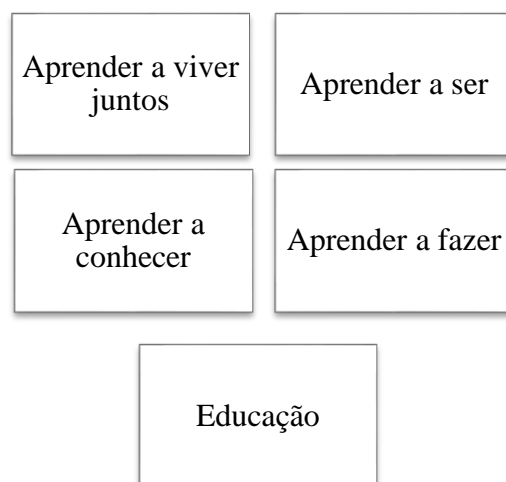 Aprender a viver
juntos
Aprender a ser
Aprender a
conhecer
Aprender a fazer
Educação